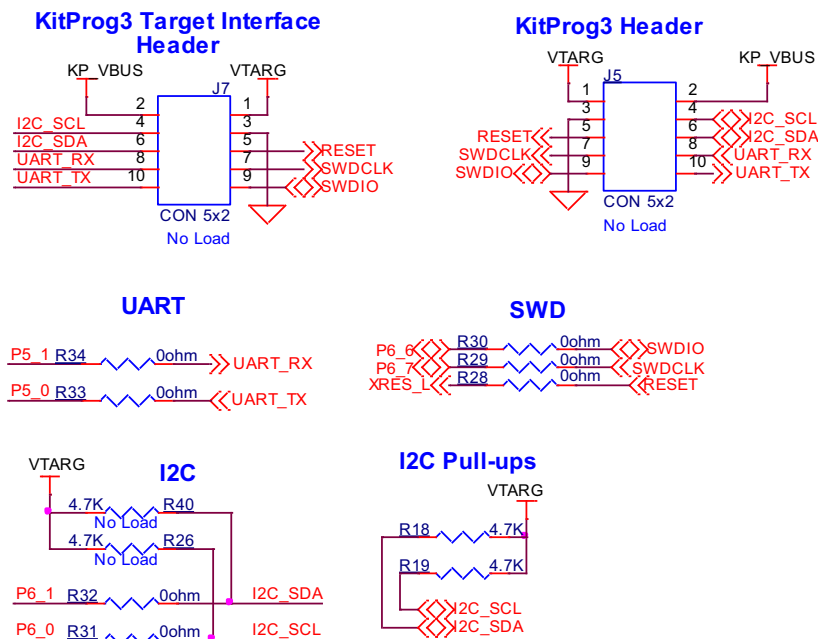 KitProg3 Target Interface
Header
KP_VBUS
VTARG
J7
2
1
I2C_SCL
4
3
I2C_SDA
6
5
RESET
UART_RX
8
7
SWDCLK
UART_TX
10
9
SWDIO
CON 5x2
No Load
KitProg3 Header
VTARG
KP_VBUS
J5
1
2
3
4
I2C_SCL
RESET
5
6
I2C_SDA
SWDCLK
7
8
UART_RX
SWDIO
9
10
UART_TX
CON 5x2
No Load
UART
P5_1 R34 0ohm UART_RX
P5_0 R33 0ohm UART_TX
SWD
P6_6 R30 0ohm SWDIO
P6_7 R29 0ohm SWDCLK
XRES_L R28 0ohm RESET
VTARG
I2C
4.7K R40
No Load
4.7K R26
No Load
P6_1 R32 0ohm I2C_SDA
P6_0 R31 0ohm I2C_SCL
I2C Pull-ups
VTARG
R18 4.7K
R19 4.7K
I2C_SCL
I2C_SDA